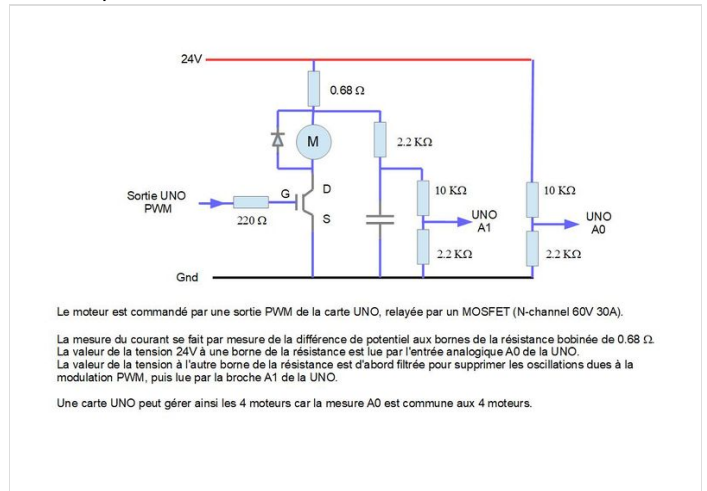 24V
0.68 Ω
M
2.2 KΩ
Sortie UNO
PWM
220 Ω
G
D
S
10 KΩ
UNO
A1
2.2 KΩ
10 KΩ
UNO
A0
2.2 KΩ
Gnd
Le moteur est commandé par une sortie PWM de la carte UNO, relayée par un MOSFET (N-channel 60V 30A).
La mesure du courant se fait par mesure de la différence de potentiel aux bornes de la résistance bobinée de 0.68 Ω.
La valeur de la tension 24V à une borne de la résistance est lue par l'entrée analogique A0 de la UNO.
La valeur de la tension à l'autre borne de la résistance est d'abord filtrée pour supprimer les oscillations dues à la
modulation PWM, puis lue par la broche A1 de la UNO.
Une carte UNO peut gérer ainsi les 4 moteurs car la mesure A0 est commune aux 4 moteurs.